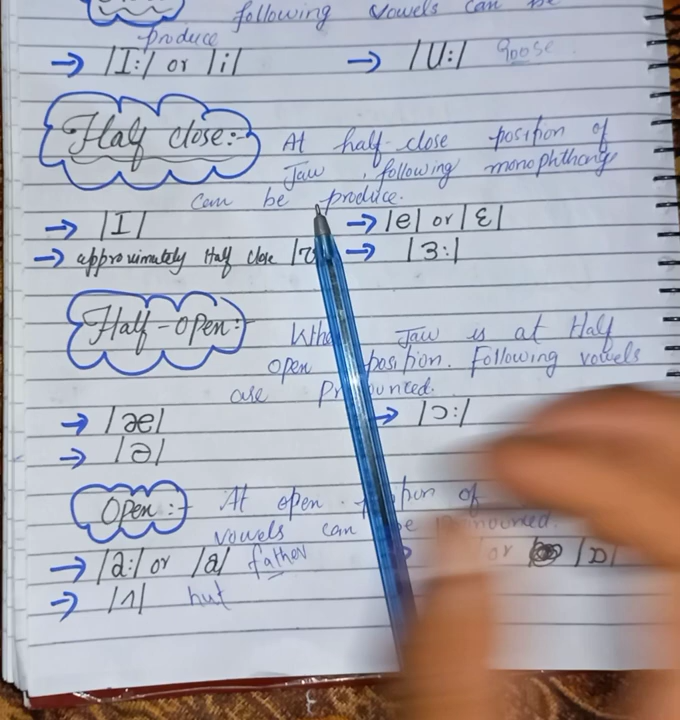 following vowels can be
produce
→ |I:| or |i| → |U:| goose
Half close:- At half-close position of
Jaw, following monophthongs
can be produce.
→ |I| → |e| or |ɛ|
→ approximately Half close → |3:|
Half-open:- Jaw is at Half
open position. Following vowels
are
→ |æ| → |ɔ:|
→ |ə|
Open:- At open of
vowels can be
→ |a:| or |a| father or |ɒ|
→ |ʌ| hut